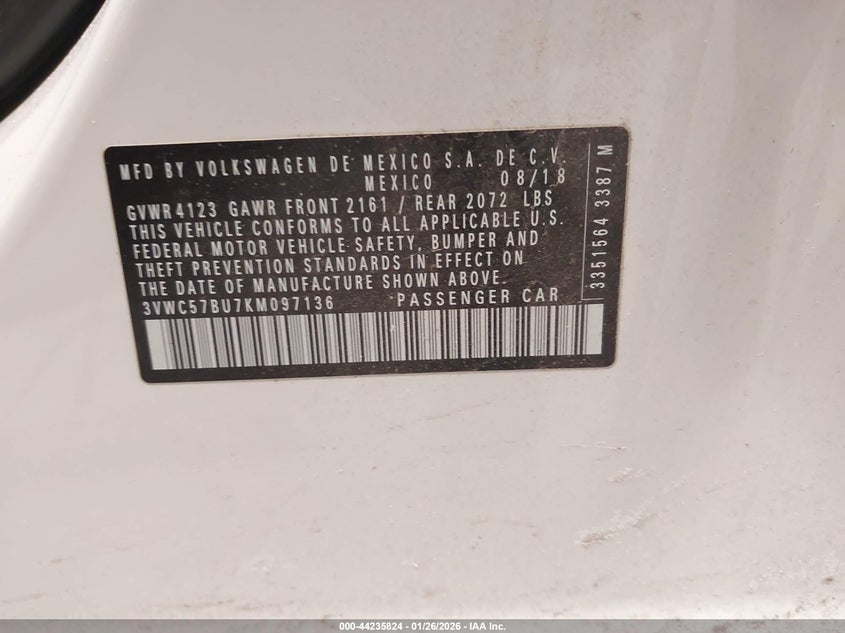 MFD BY VOLKSWAGEN DE MEXICO S.A. DE C.V.
MEXICO 08/18
GVWR 4123 GAWR FRONT 2161 / REAR 2072 LBS
THIS VEHICLE CONFORMS TO ALL APPLICABLE U.S.
FEDERAL MOTOR VEHICLE SAFETY, BUMPER AND
THEFT PREVENTION STANDARDS IN EFFECT ON
THE DATE OF MANUFACTURE SHOWN ABOVE.
3VWC57BU7KM097136 PASSENGER CAR
3351564 3387 M
000-44235824 - 01/26/2026 - IAA Inc.